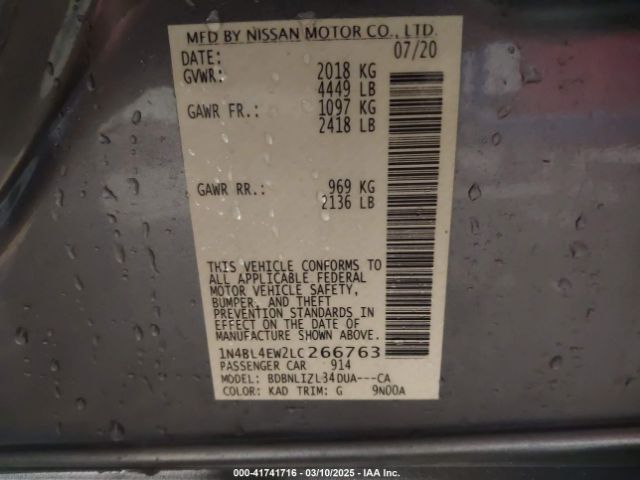 MFD BY NISSAN MOTOR CO., LTD.
DATE: 07/20
GVWR: 2018 KG
4449 LB
GAWR FR.: 1097 KG
2418 LB
GAWR RR.: 969 KG
2136 LB
THIS VEHICLE CONFORMS TO
ALL APPLICABLE FEDERAL
MOTOR VEHICLE SAFETY,
BUMPER, AND THEFT
PREVENTION STANDARDS IN
EFFECT ON THE DATE OF
MANUFACTURE SHOWN ABOVE.
1N4BL4EW2LC266763
PASSENGER CAR 914
MODEL: BDBNLIZL34DUA---CA
COLOR: KAD TRIM: G 9N00A
000-41741716 — 03/10/2025 — IAA Inc.